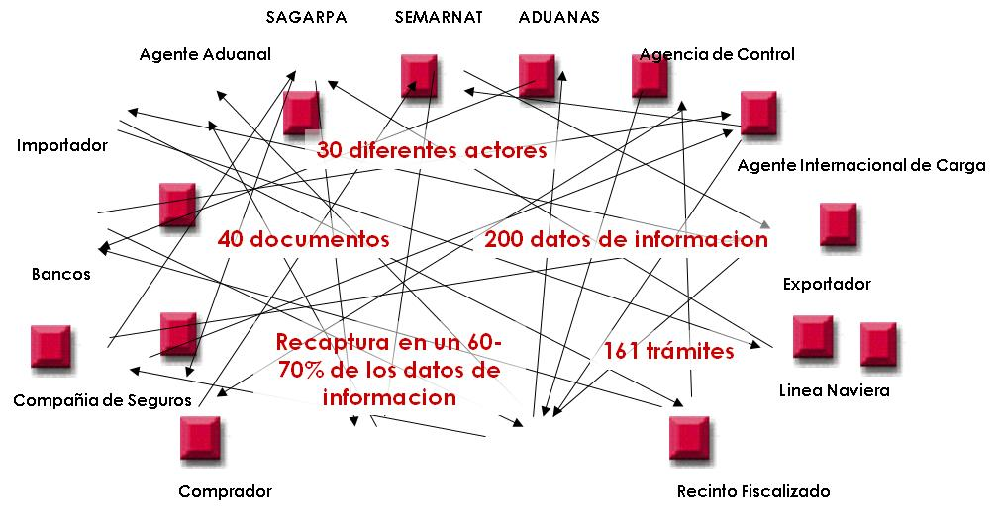 SAGARPA
SEMARNAT
ADUANAS
Agente Aduanal
Agencia de Control
Importador
30 diferentes actores
Agente Internacional de Carga
40 documentos
200 datos de informacion
Bancos
Exportador
Recaptura en un 60-
70% de los datos de
informacion
161 trámites
Compañia de Seguros
Linea Naviera
Comprador
Recinto Fiscalizado